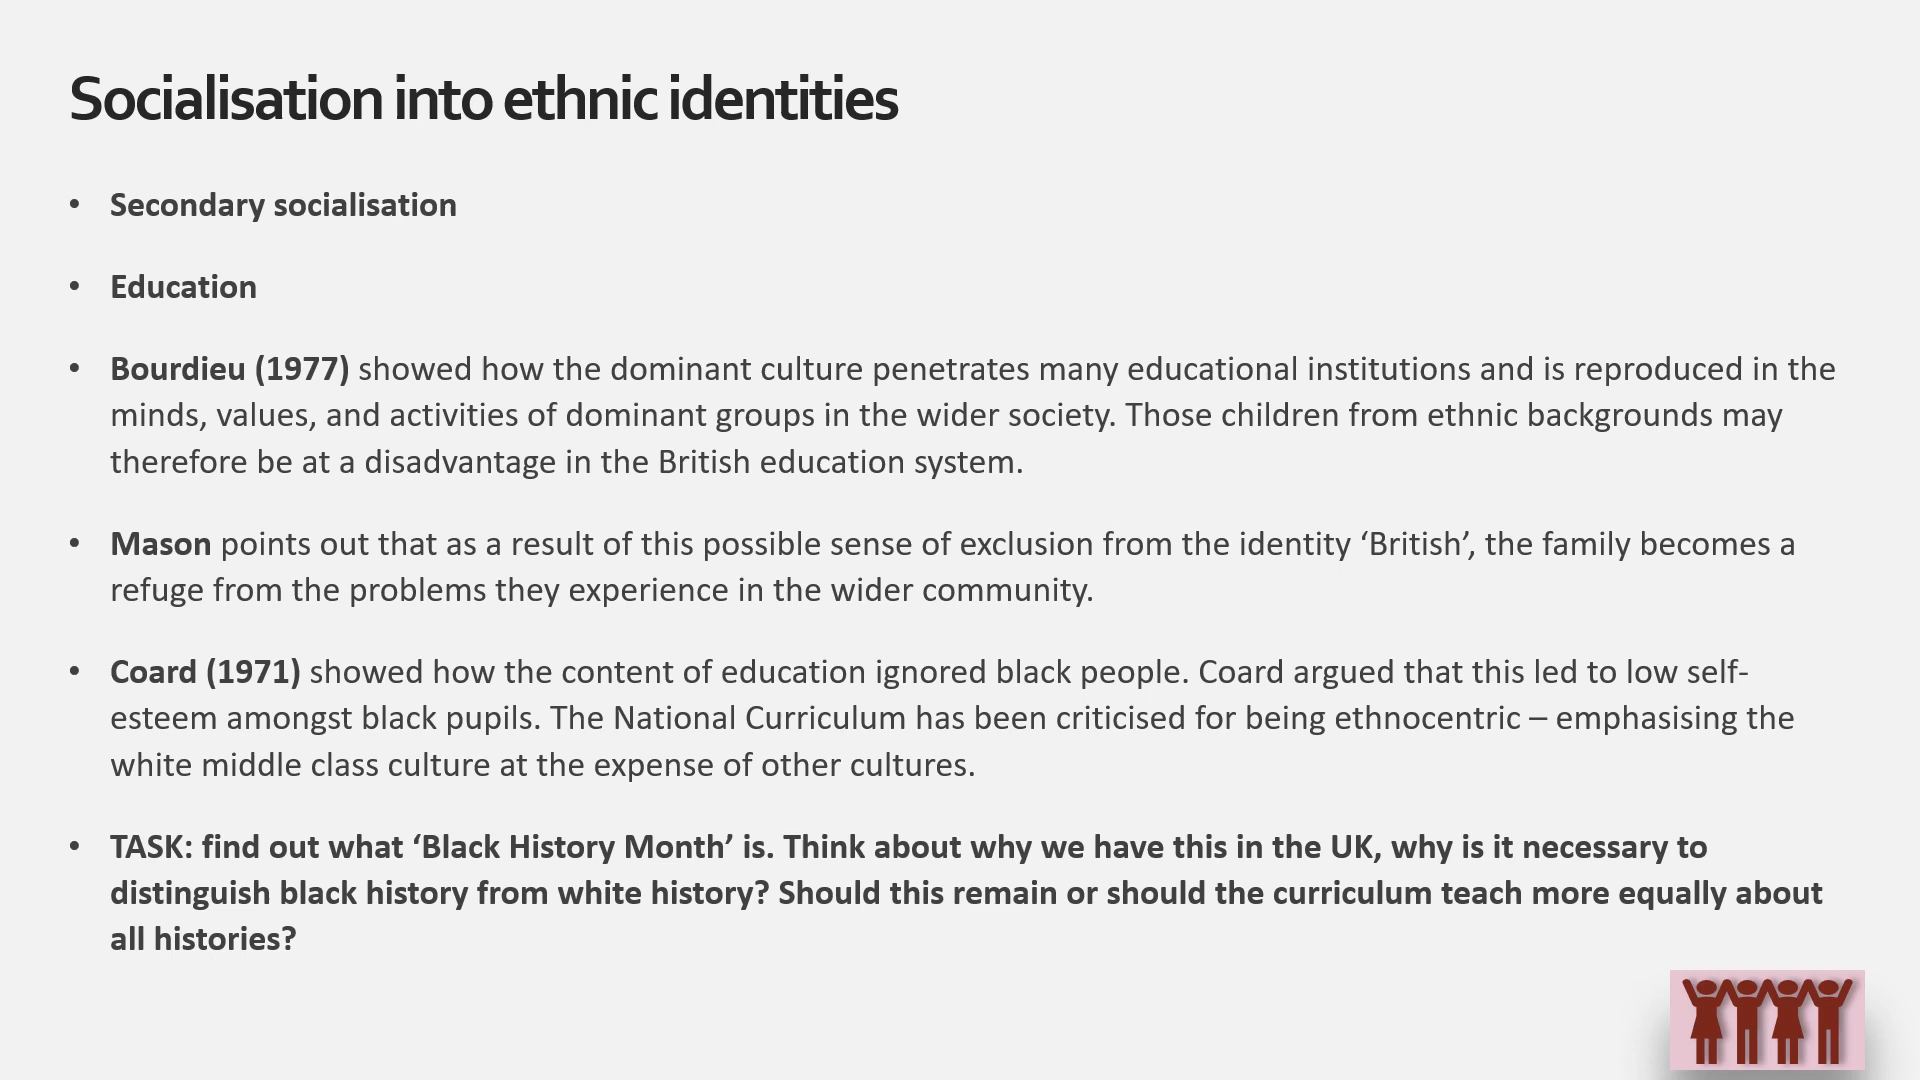 Socialisation into ethnic identities
• Secondary socialisation
• Education
• Bourdieu (1977) showed how the dominant culture penetrates many educational institutions and is reproduced in the
minds, values, and activities of dominant groups in the wider society. Those children from ethnic backgrounds may
therefore be at a disadvantage in the British education system.
• Mason points out that as a result of this possible sense of exclusion from the identity ‘British’, the family becomes a
refuge from the problems they experience in the wider community.
• Coard (1971) showed how the content of education ignored black people. Coard argued that this led to low self-
esteem amongst black pupils. The National Curriculum has been criticised for being ethnocentric – emphasising the
white middle class culture at the expense of other cultures.
• TASK: find out what ‘Black History Month’ is. Think about why we have this in the UK, why is it necessary to
distinguish black history from white history? Should this remain or should the curriculum teach more equally about
all histories?